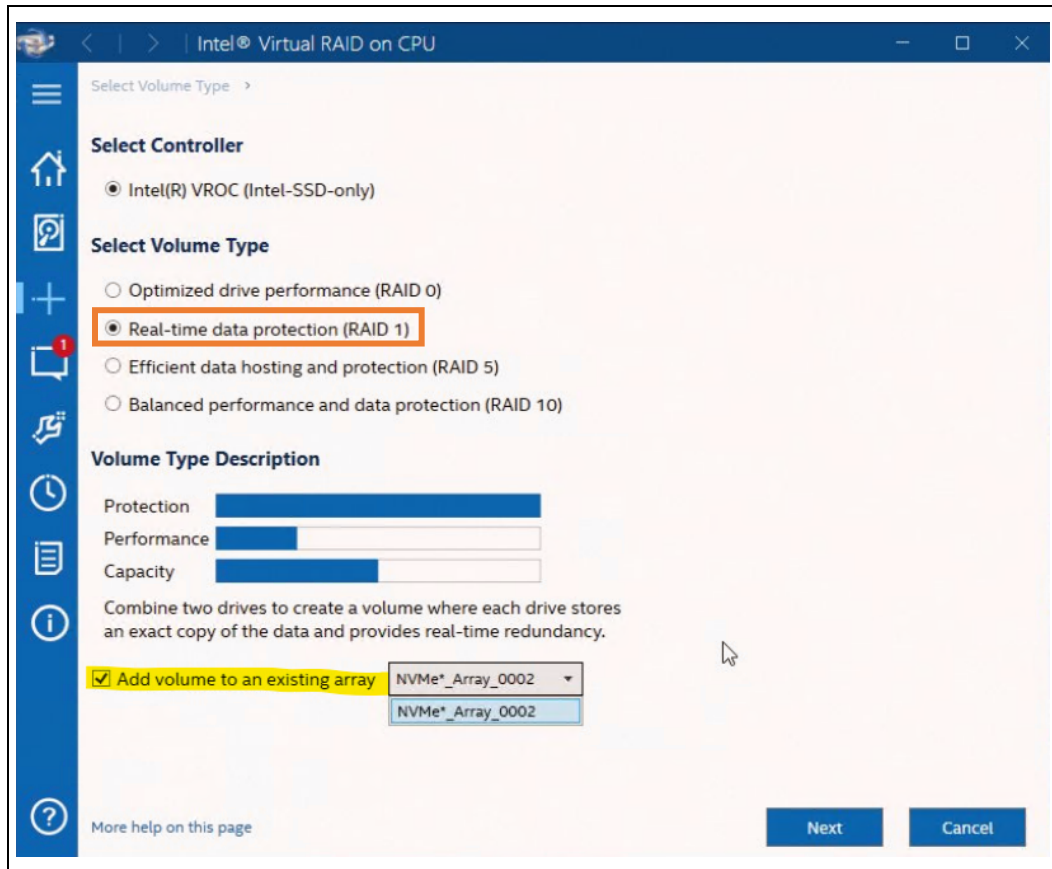 Intel® Virtual RAID on CPU
Select Volume Type >
Select Controller
Intel(R) VROC (Intel-SSD-only)
Select Volume Type
Optimized drive performance (RAID 0)
Real-time data protection (RAID 1)
1
Efficient data hosting and protection (RAID 5)
Balanced performance and data protection (RAID 10)
Volume Type Description
Protection
Performance
Capacity
Combine two drives to create a volume where each drive stores
an exact copy of the data and provides real-time redundancy.
Add volume to an existing array NVMe*_Array_0002
NVMe*_Array_0002
More help on this page Next Cancel